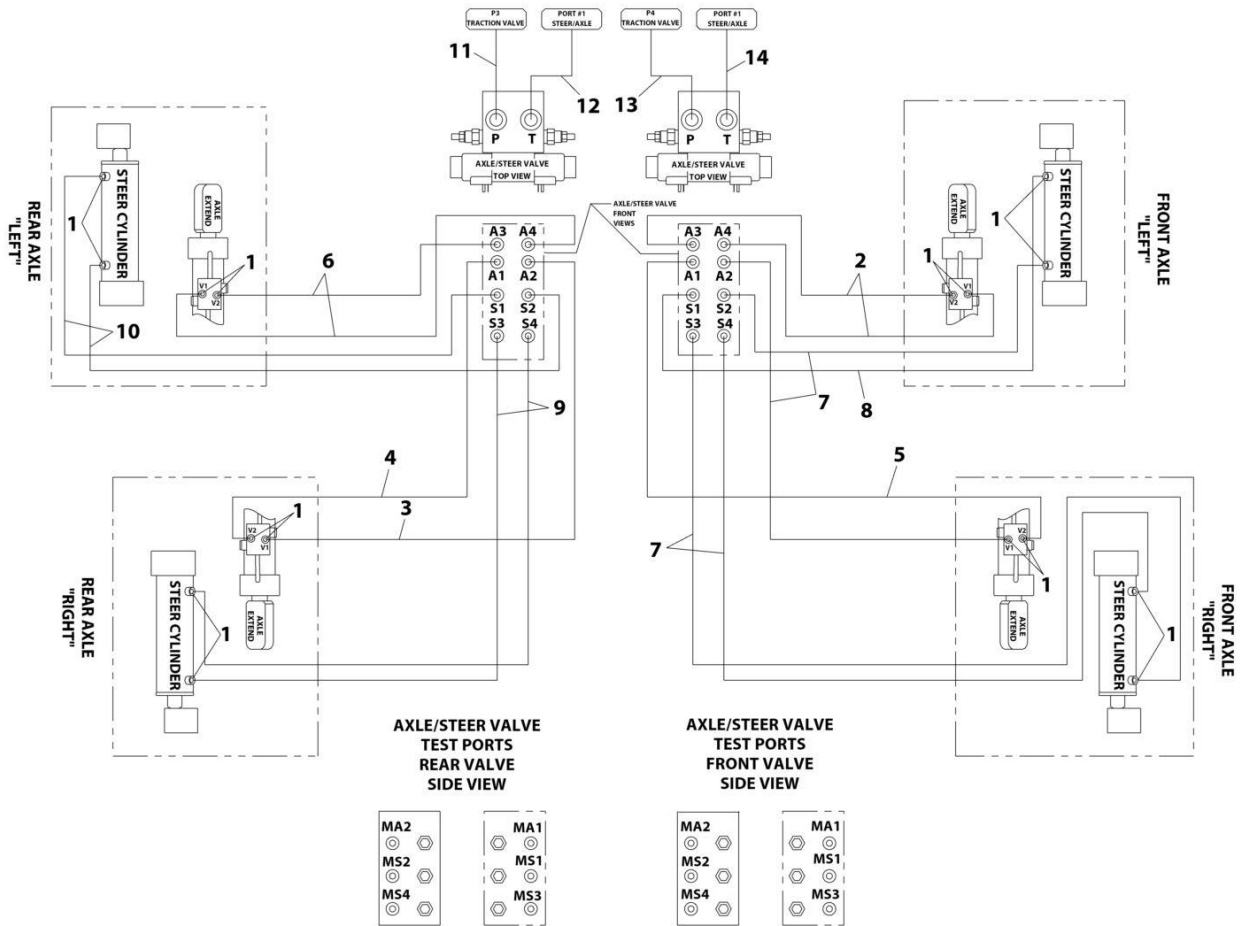 P3
TRACTION VALVE
PORT #1
STEER/AXLE
P4
TRACTION VALVE
PORT #1
STEER/AXLE
11
12
13
14
P
T
AXLE/STEER VALVE
TOP VIEW
P
T
AXLE/STEER VALVE
TOP VIEW
AXLE/STEER VALVE
FRONT
VIEWS
REAR AXLE
"LEFT"
STEER CYLINDER
1
AXLE
EXTEND
1
V1
V2
6
10
A3
A4
A1
A2
S1
S2
S3
S4
A3
A4
A1
A2
S1
S2
S3
S4
2
7
8
AXLE
EXTEND
1
V1
V2
1
STEER CYLINDER
FRONT AXLE
"LEFT"
9
4
3
REAR AXLE
"RIGHT"
STEER CYLINDER
1
V2
V1
1
AXLE
EXTEND
5
7
V1
V2
1
AXLE
EXTEND
STEER CYLINDER
1
FRONT AXLE
"RIGHT"
AXLE/STEER VALVE
TEST PORTS
REAR VALVE
SIDE VIEW
AXLE/STEER VALVE
TEST PORTS
FRONT VALVE
SIDE VIEW
MA2
MS2
MS4
MA1
MS1
MS3
MA2
MS2
MS4
MA1
MS1
MS3